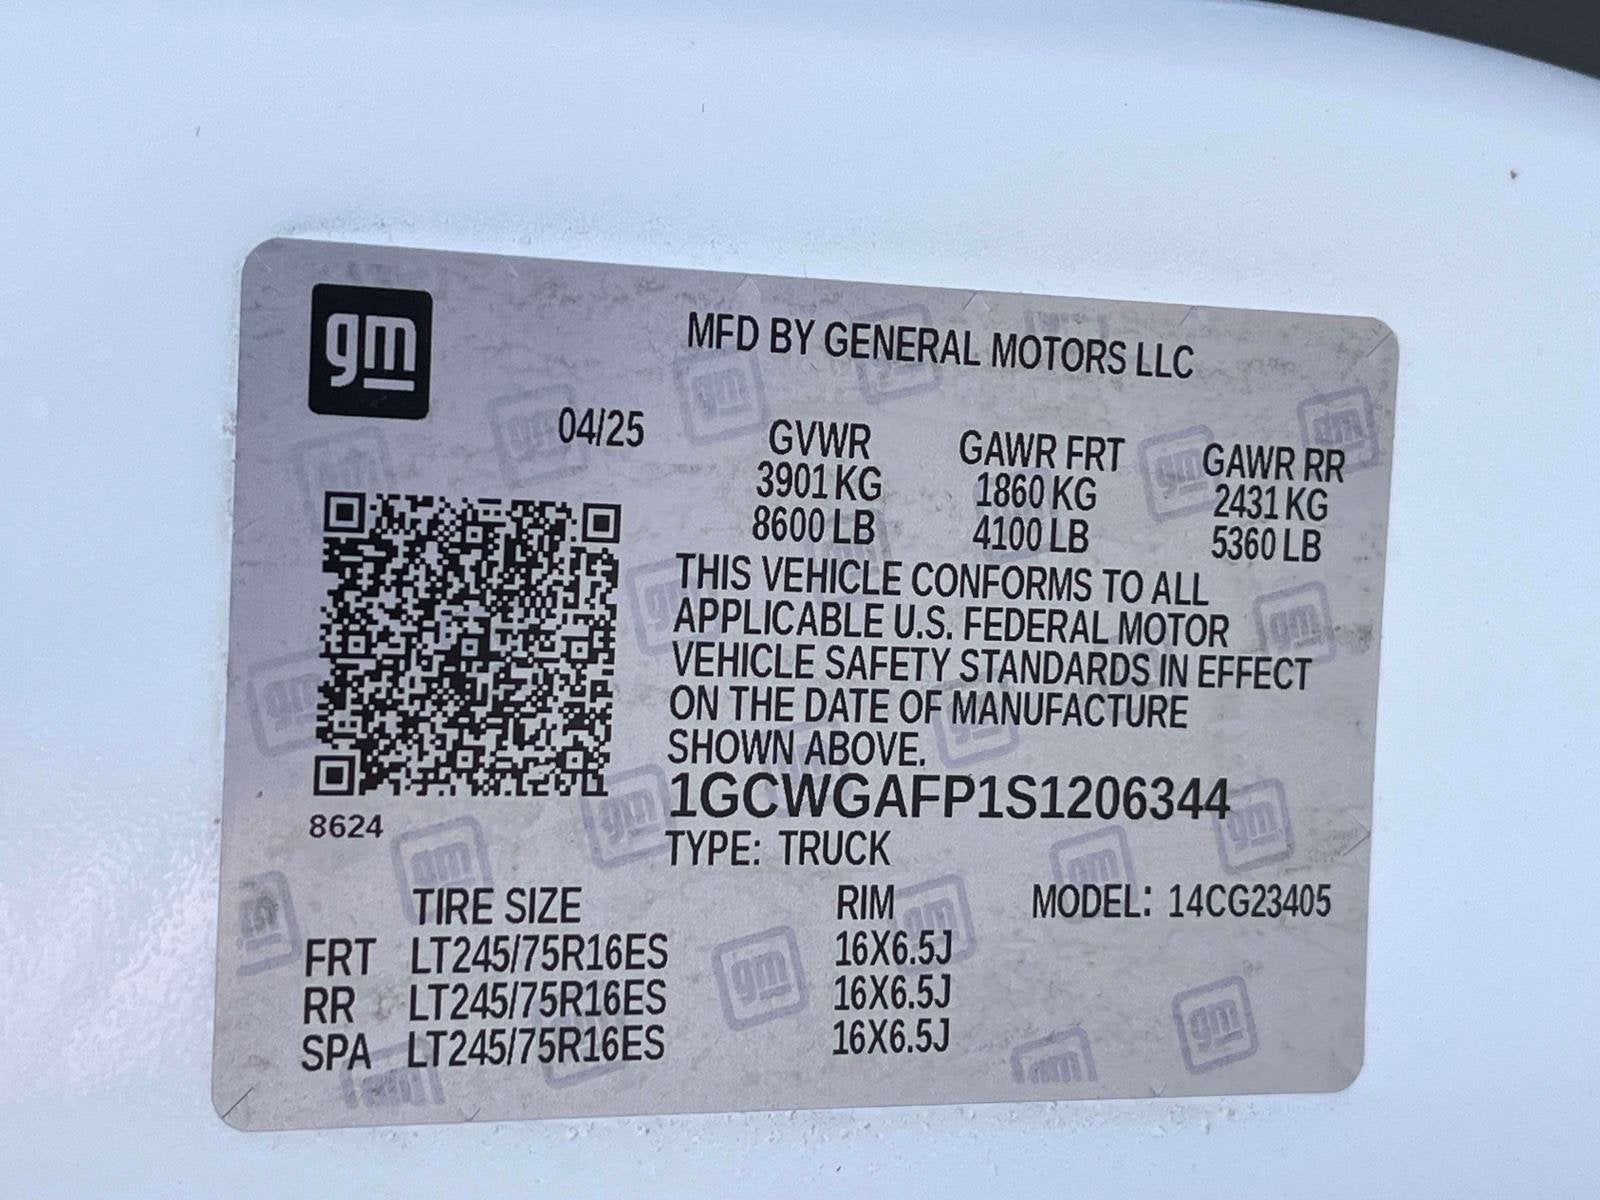 gm
MFD BY GENERAL MOTORS LLC
04/25
GVWR GAWR FRT GAWR RR
3901 KG 1860 KG 2431 KG
8600 LB 4100 LB 5360 LB
THIS VEHICLE CONFORMS TO ALL
APPLICABLE U.S. FEDERAL MOTOR
VEHICLE SAFETY STANDARDS IN EFFECT
ON THE DATE OF MANUFACTURE
SHOWN ABOVE.
1GCWGAFP1S1206344
8624
TYPE: TRUCK
TIRE SIZE RIM MODEL: 14CG23405
FRT LT245/75R16ES 16X6.5J
RR LT245/75R16ES 16X6.5J
SPA LT245/75R16ES 16X6.5J